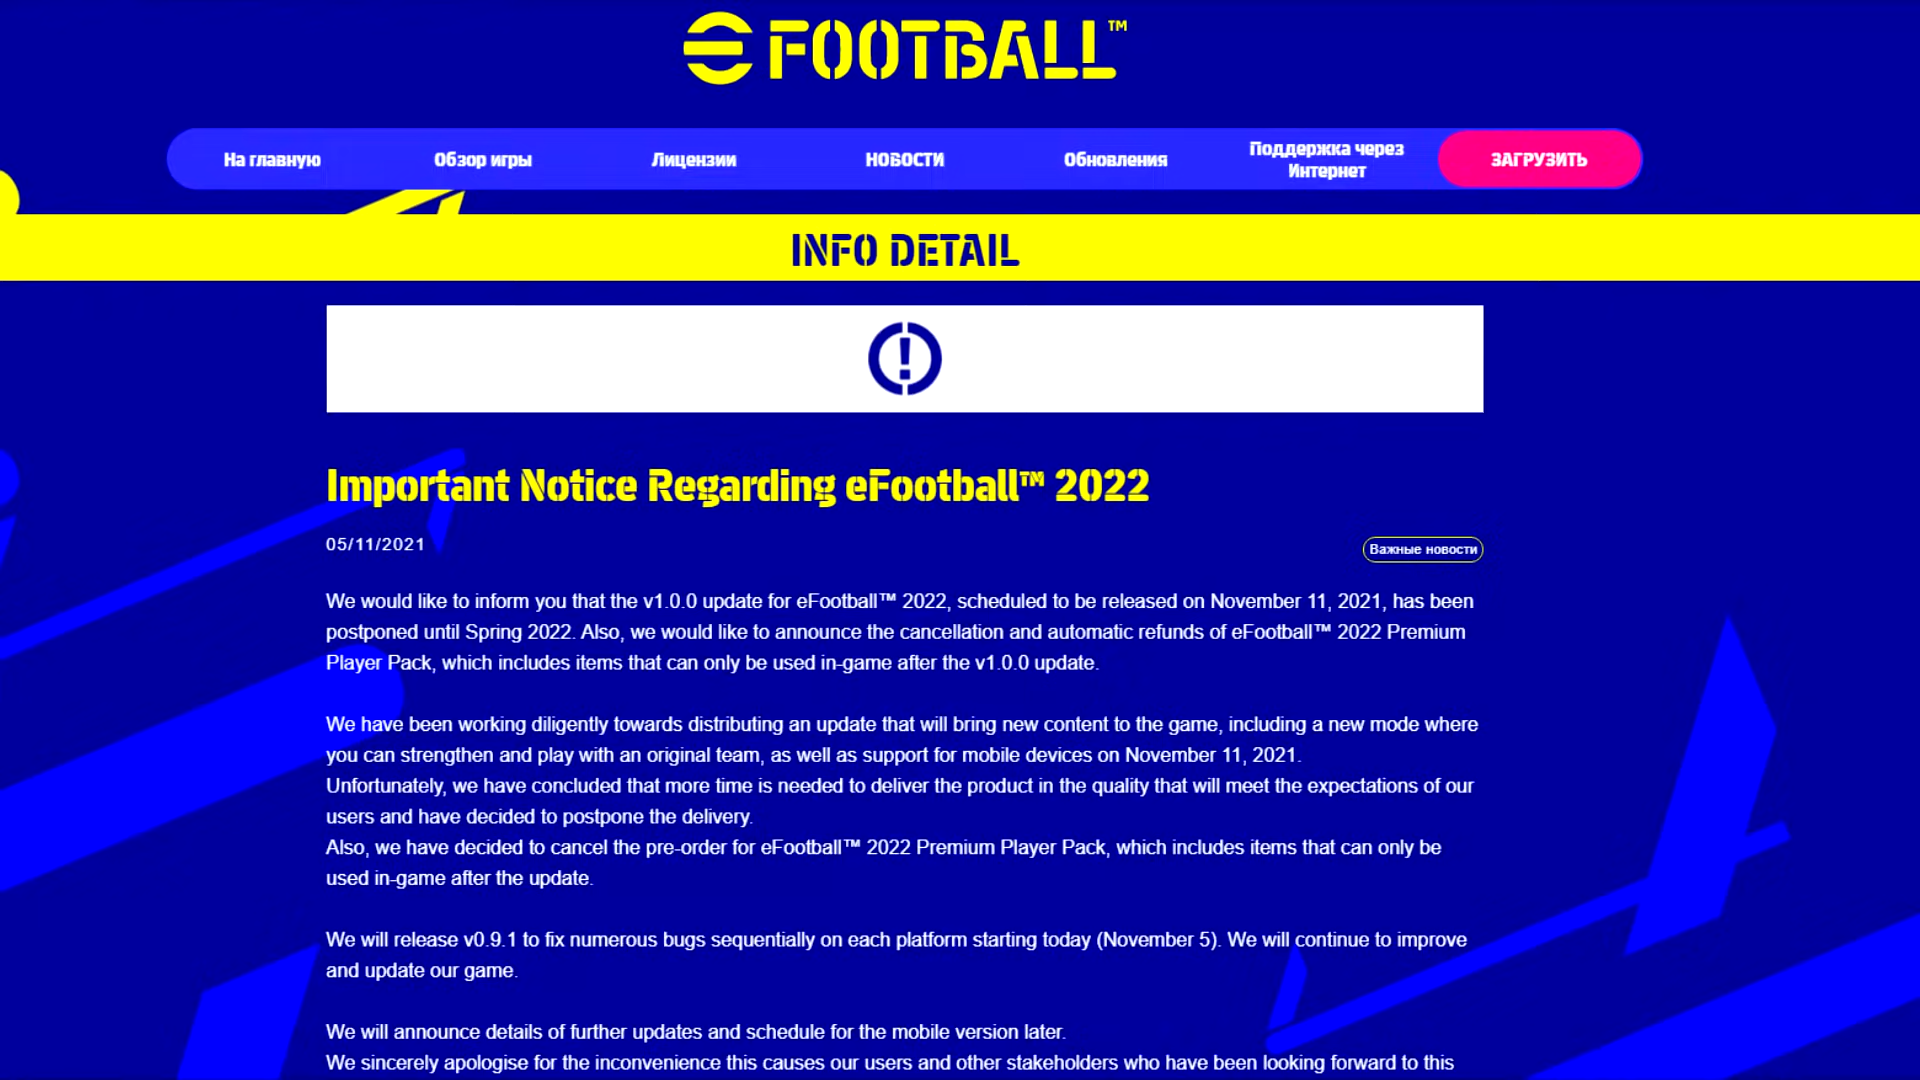 FOOTBALL™
На главную
Обзор игры
Лицензии
НОВОСТИ
Обновления
Поддержка через
Интернет
ЗАГРУЗИТЬ
INFO DETAIL
Important Notice Regarding eFootball™ 2022
05/11/2021
Важные новости
We would like to inform you that the v1.0.0 update for eFootball™ 2022, scheduled to be released on November 11, 2021, has been
postponed until Spring 2022. Also, we would like to announce the cancellation and automatic refunds of eFootball™ 2022 Premium
Player Pack, which includes items that can only be used in-game after the v1.0.0 update.
We have been working diligently towards distributing an update that will bring new content to the game, including a new mode where
you can strengthen and play with an original team, as well as support for mobile devices on November 11, 2021.
Unfortunately, we have concluded that more time is needed to deliver the product in the quality that will meet the expectations of our
users and have decided to postpone the delivery.
Also, we have decided to cancel the pre-order for eFootball™ 2022 Premium Player Pack, which includes items that can only be
used in-game after the update.
We will release v0.9.1 to fix numerous bugs sequentially on each platform starting today (November 5). We will continue to improve
and update our game.
We will announce details of further updates and schedule for the mobile version later.
We sincerely apologise for the inconvenience this causes our users and other stakeholders who have been looking forward to this